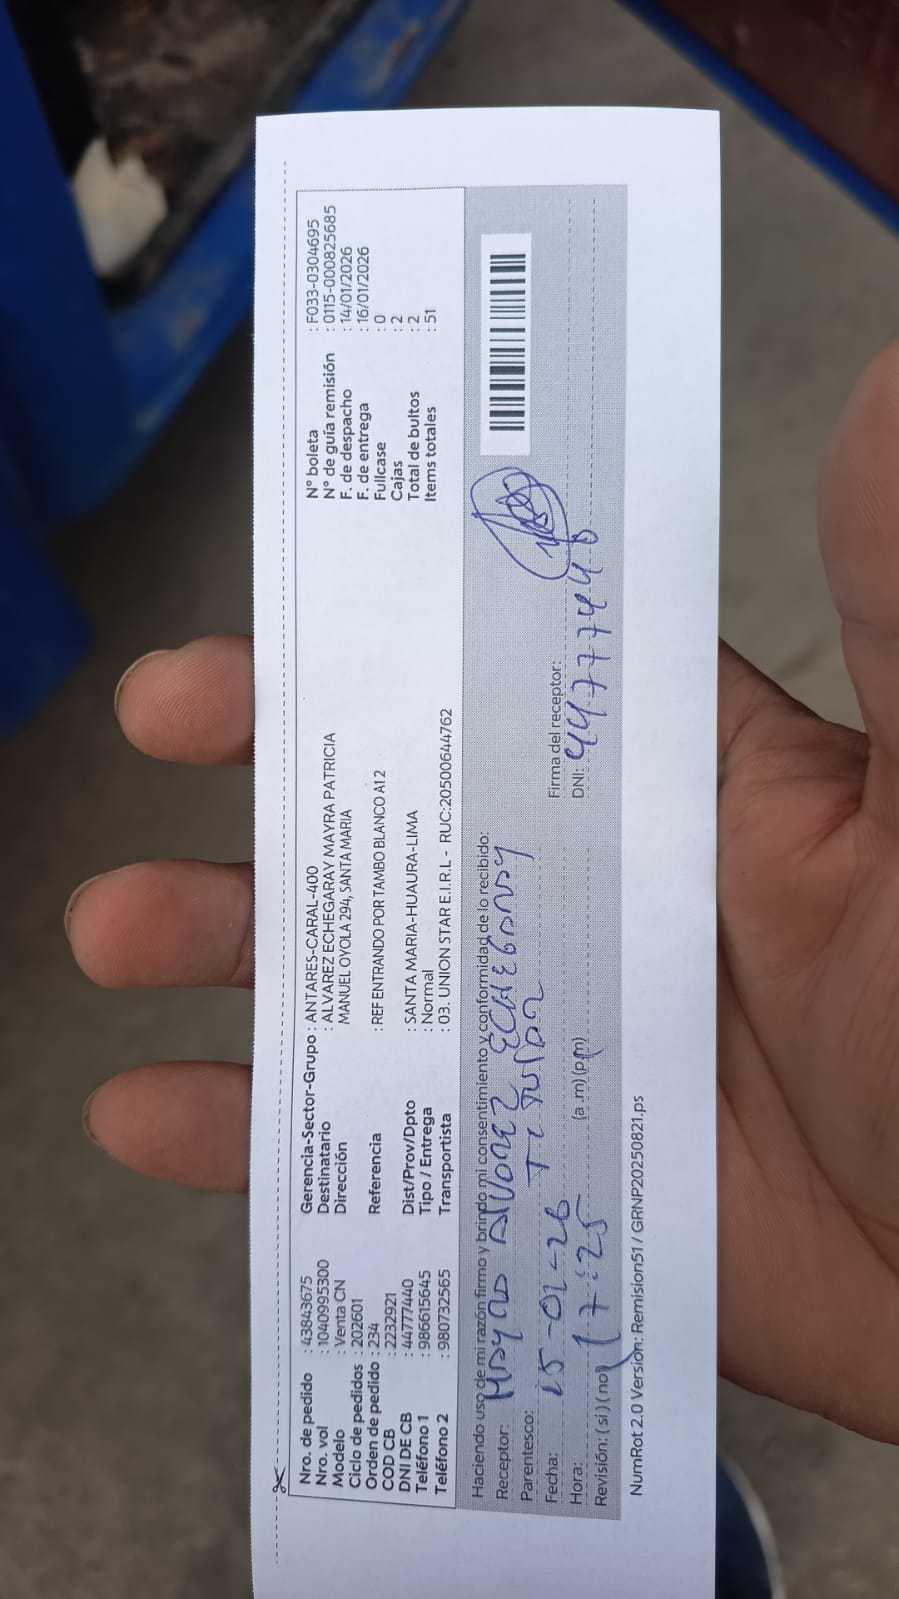 Nro. de pedido : 43843675 Gerencia-Sector-Grupo : ANTARES-CARAL-400 N° boleta : F033-0304695
Nro. vol : 1040995300 Destinatario : ALVAREZ ECHEGARAY MAYRA PATRICIA N° de guía remisión : 0115-000825685
Modelo : Venta CN Dirección MANUEL OYOLA 294, SANTA MARIA F. de despacho : 14/01/2026
Ciclo de pedidos : 202601 F. de entrega : 16/01/2026
Orden de pedido : 234 Referencia : REF ENTRANDO POR TAMBO BLANCO A12 Fullcase : 0
COD CB : 2232921 Cajas : 2
DNI DE CB : 44777440 Dist/Prov/Dpto : SANTA MARIA-HUAURA-LIMA Total de bultos : 2
Teléfono 1 : 986615645 Tipo / Entrega : Normal Items totales : 51
Teléfono 2 : 980732565 Transportista : 03. UNION STAR E.I.R.L - RUC:20500644762
Haciendo uso de mi razón firmo y brindo mi consentimiento y conformidad de lo recibido:
Receptor: MAYRA ALVAREZ ECHEGARAY
Parentesco: TITULAR
Fecha: 15-01-26 Firma del receptor:
Hora: 17:25 (a .m) (p.m) DNI: 44777440
Revisión: ( si ) ( no )
NumRot 2.0 Version: Remision51 / GRNP20250821.ps